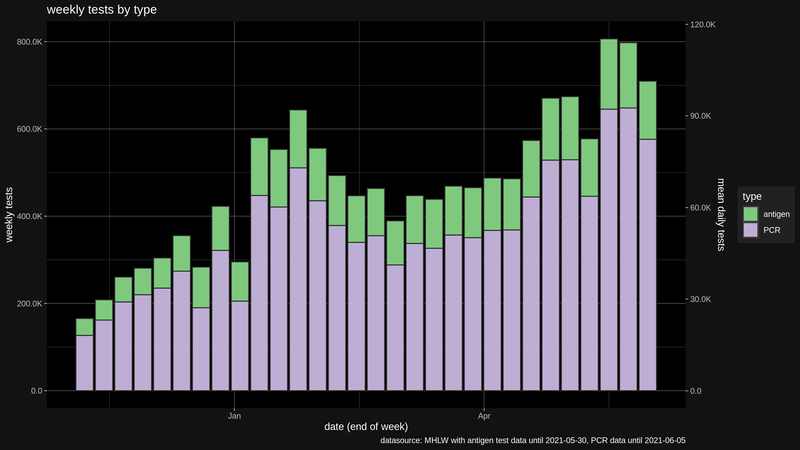 weekly tests by type
120.0K
800.0K
90.0K
600.0K
weekly tests
mean daily tests
type
antigen
PCR
400.0K
60.0K
200.0K
30.0K
0.0
0.0
Jan
Apr
date (end of week)
datasource: MHLW with antigen test data until 2021-05-30, PCR data until 2021-06-05